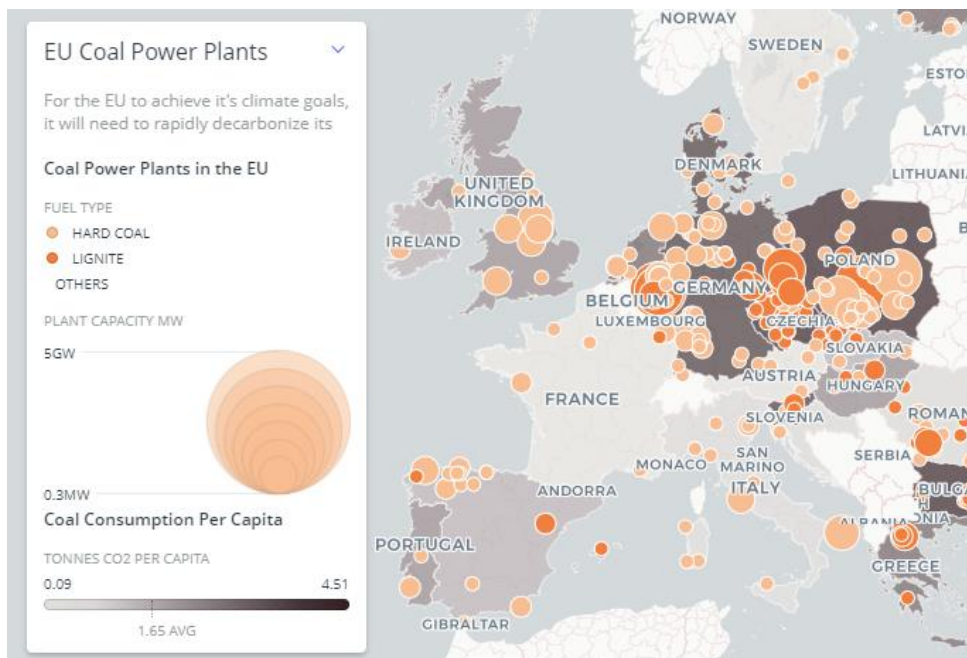 EU Coal Power Plants
For the EU to achieve it's climate goals,
it will need to rapidly decarbonize its
Coal Power Plants in the EU
FUEL TYPE
HARD COAL
LIGNITE
OTHERS
PLANT CAPACITY MW
5GW
0.3MW
Coal Consumption Per Capita
TONNES CO2 PER CAPITA
0.09
4.51
1.65 AVG
NORWAY
SWEDEN
ESTO
LATVI
LITHUANIA
DENMARK
UNITED
KINGDOM
IRELAND
POLAND
GERMANY
BELGIUM
LUXEMBOURG
CZECHIA
SLOVAKIA
AUSTRIA
HUNGARY
FRANCE
SLOVENIA
ROMAN
SERBIA
SAN
MARINO
MONACO
ITALY
ANDORRA
BULGA
H
ALBANIA
ONIA
PORTUGAL
GREECE
GIBRALTAR